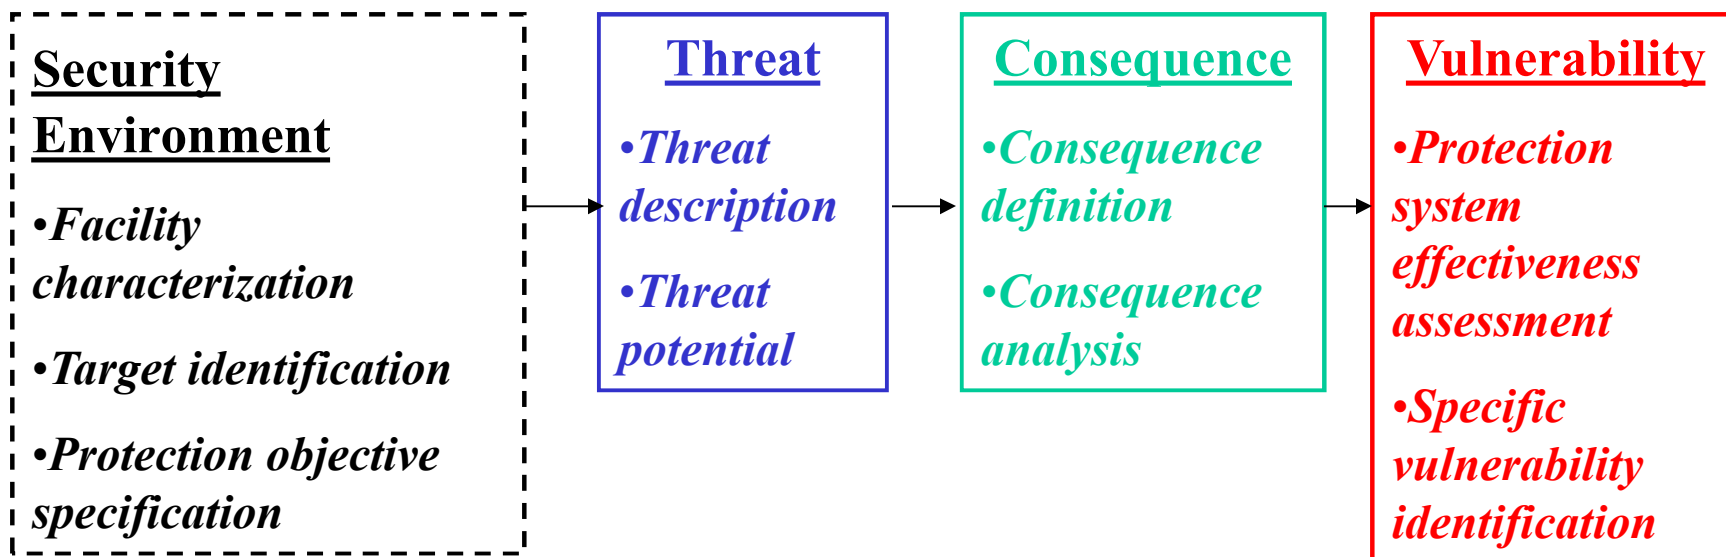 Security
Environment
•Facility
characterization
•Target identification
•Protection objective
specification
Threat
•Threat
description
•Threat
potential
Consequence
•Consequence
definition
•Consequence
analysis
Vulnerability
•Protection
system
effectiveness
assessment
•Specific
vulnerability
identification